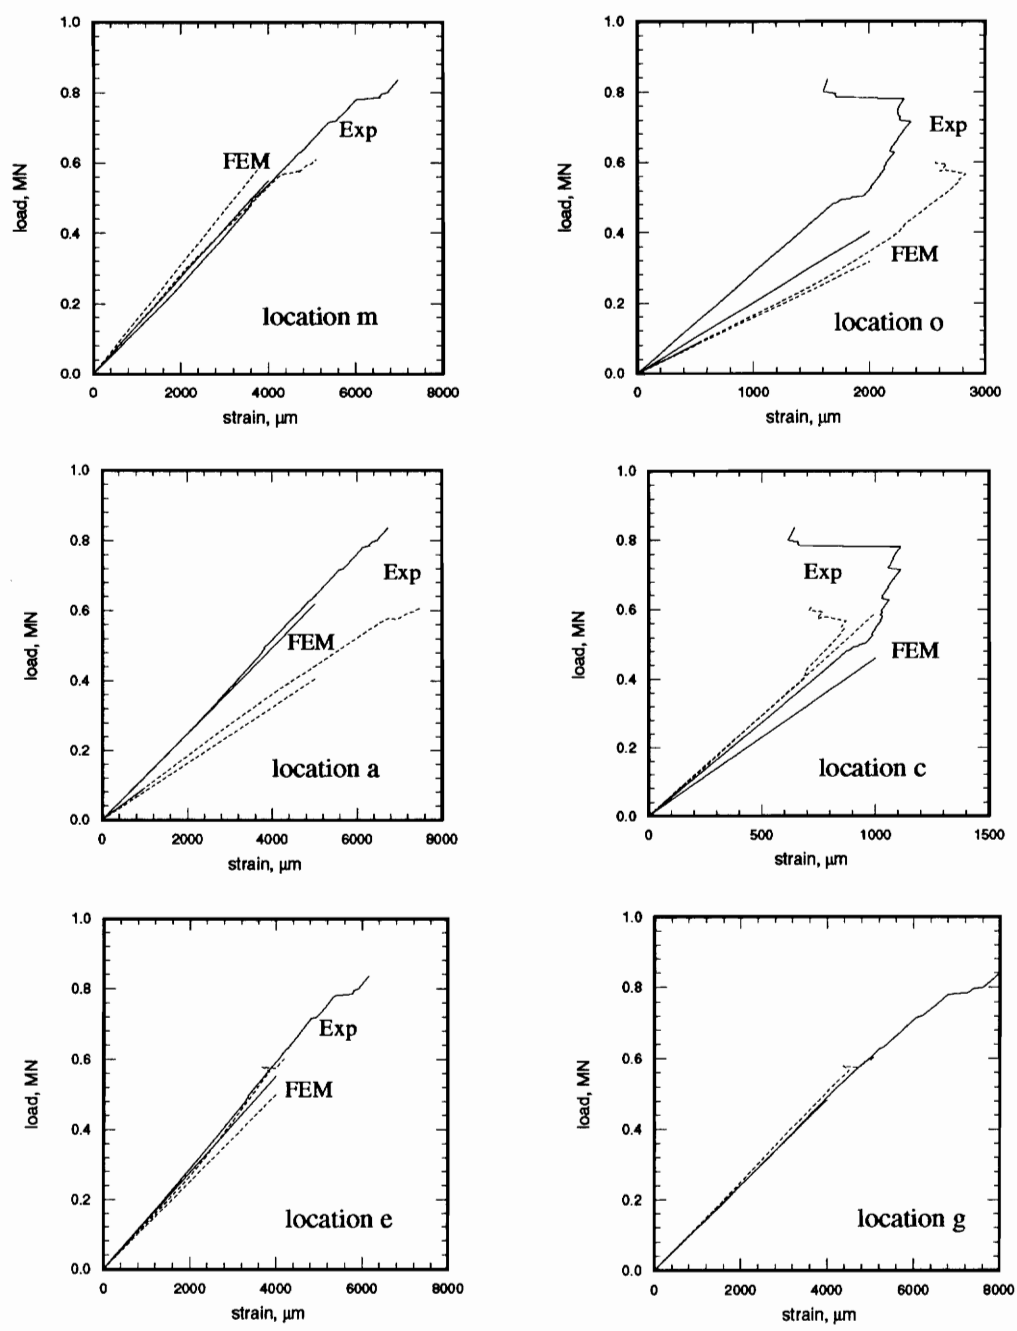 1.0
0.8
0.6
0.4
0.2
0.0
load, MN
Exp
FEM
location m
0 2000 4000 6000 8000
strain, µm
1.0
0.8
0.6
0.4
0.2
0.0
load, MN
Exp
FEM
location o
0 1000 2000 3000
strain, µm
1.0
0.8
0.6
0.4
0.2
0.0
load, MN
Exp
FEM
location a
0 2000 4000 6000 8000
strain, µm
1.0
0.8
0.6
0.4
0.2
0.0
load, MN
Exp
FEM
location c
0 500 1000 1500
strain, µm
1.0
0.8
0.6
0.4
0.2
0.0
load, MN
Exp
FEM
location e
0 2000 4000 6000 8000
strain, µm
1.0
0.8
0.6
0.4
0.2
0.0
load, MN
location g
0 2000 4000 6000 8000
strain, µm